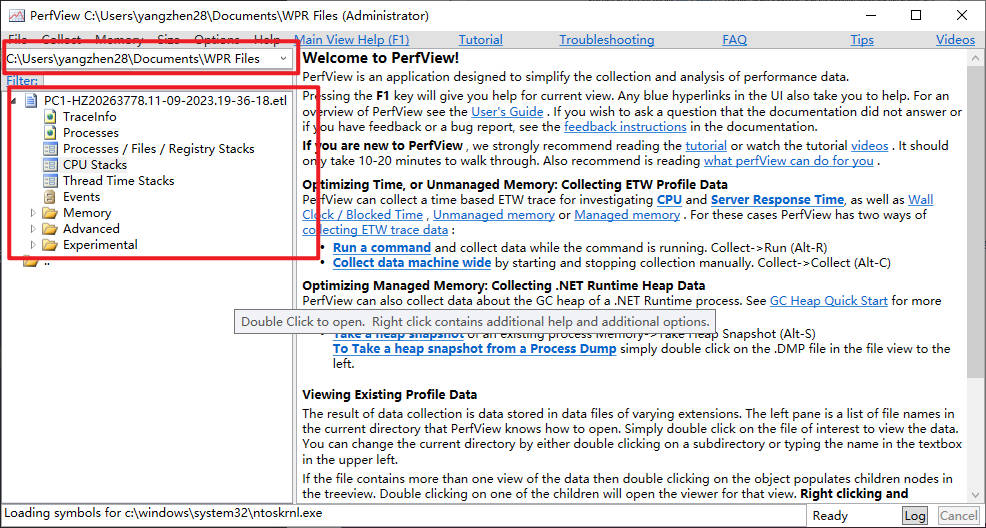 PerfView C:\Users\yangzhen28\Documents\WPR Files (Administrator)
File Collect Memory Size Options Help Main View Help (F1) Tutorial Troubleshooting FAQ Tips Videos
C:\Users\yangzhen28\Documents\WPR Files
Filter:
PC1-HZ20263778.11-09-2023.19-36-18.etl
TraceInfo
Processes
Processes / Files / Registry Stacks
CPU Stacks
Thread Time Stacks
Events
Memory
Advanced
Experimental
..
Welcome to PerfView!
PerfView is an application designed to simplify the collection and analysis of performance data.
Pressing the F1 key will give you help for current view. Any blue hyperlinks in the UI also take you to help. For an
overview of PerfView see the User's Guide . If you wish to ask a question that the documentation did not answer or
if you have feedback or a bug report, see the feedback instructions in the documentation.
If you are new to PerfView , we strongly recommend reading the tutorial or watch the tutorial videos . It should
only take 10-20 minutes to walk through. Also recommend is reading what perfView can do for you .
Optimizing Time, or Unmanaged Memory: Collecting ETW Profile Data
PerfView can collect a time based ETW trace for investigating CPU and Server Response Time, as well as Wall
Clock / Blocked Time , Unmanaged memory or Managed memory . For these cases PerfView has two ways of
collecting ETW trace data :
• Run a command and collect data while the command is running. Collect->Run (Alt-R)
• Collect data machine wide by starting and stopping collection manually. Collect->Collect (Alt-C)
Optimizing Managed Memory: Collecting .NET Runtime Heap Data
PerfView can also collect data about the GC heap of a .NET Runtime process. See GC Heap Quick Start for more
Double Click to open. Right click contains additional help and additional options.
Take a heap snapshot of an existing process Memory->Take Heap Snapshot (Alt-S)
To Take a heap snapshot from a Process Dump simply double click on the .DMP file in the file view to the
left.
Viewing Existing Profile Data
The result of data collection is data stored in data files of varying extensions. The left pane is a list of file names in
the current directory that PerfView knows how to open. Simply double click on the file of interest to view the data.
You can change the current directory by either double clicking on a subdirectory or typing the name in the textbox
in the upper left.
If the file contains more than one view of the data then double clicking on the object populates children nodes in
the treeview. Double clicking on one of the children will open the viewer for that view. Right clicking and
Loading symbols for c:\windows\system32\ntoskrnl.exe
Ready Log Cancel